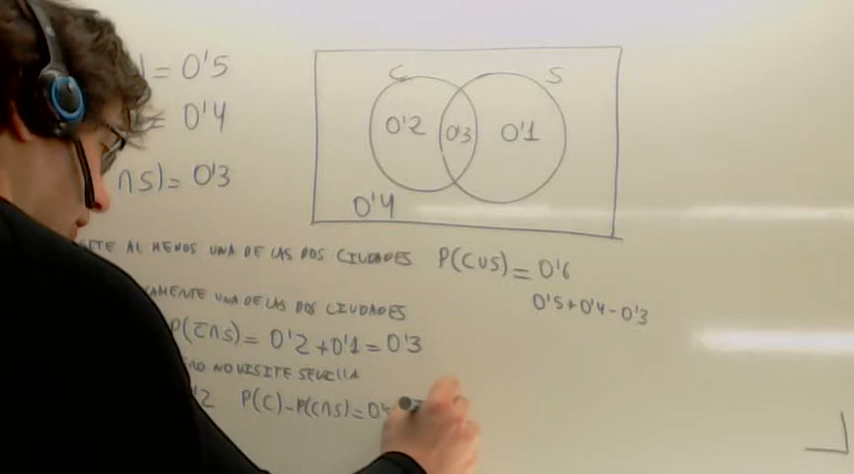 = 0'5
= 0'4
∩S) = 0'3
C S
0'2 0'3 0'1
0'4
AL MENOS UNA DE LAS DOS CIUDADES P(C∪S) = 0'6
0'5+0'4-0'3
UNA DE LAS DOS CIUDADES
P(C̅∩S) = 0'2+0'1=0'3
NO VISITE SEVILLA
'2 P(C)-P(C∩S)=0'